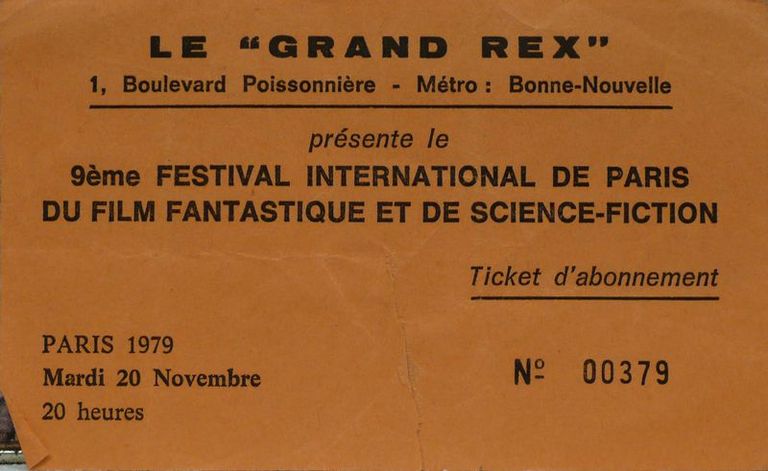 LE "GRAND REX"
1, Boulevard Poissonnière - Métro : Bonne-Nouvelle
présente le
9ème FESTIVAL INTERNATIONAL DE PARIS
DU FILM FANTASTIQUE ET DE SCIENCE-FICTION
Ticket d'abonnement
PARIS 1979
Mardi 20 Novembre
20 heures
Nº 00379